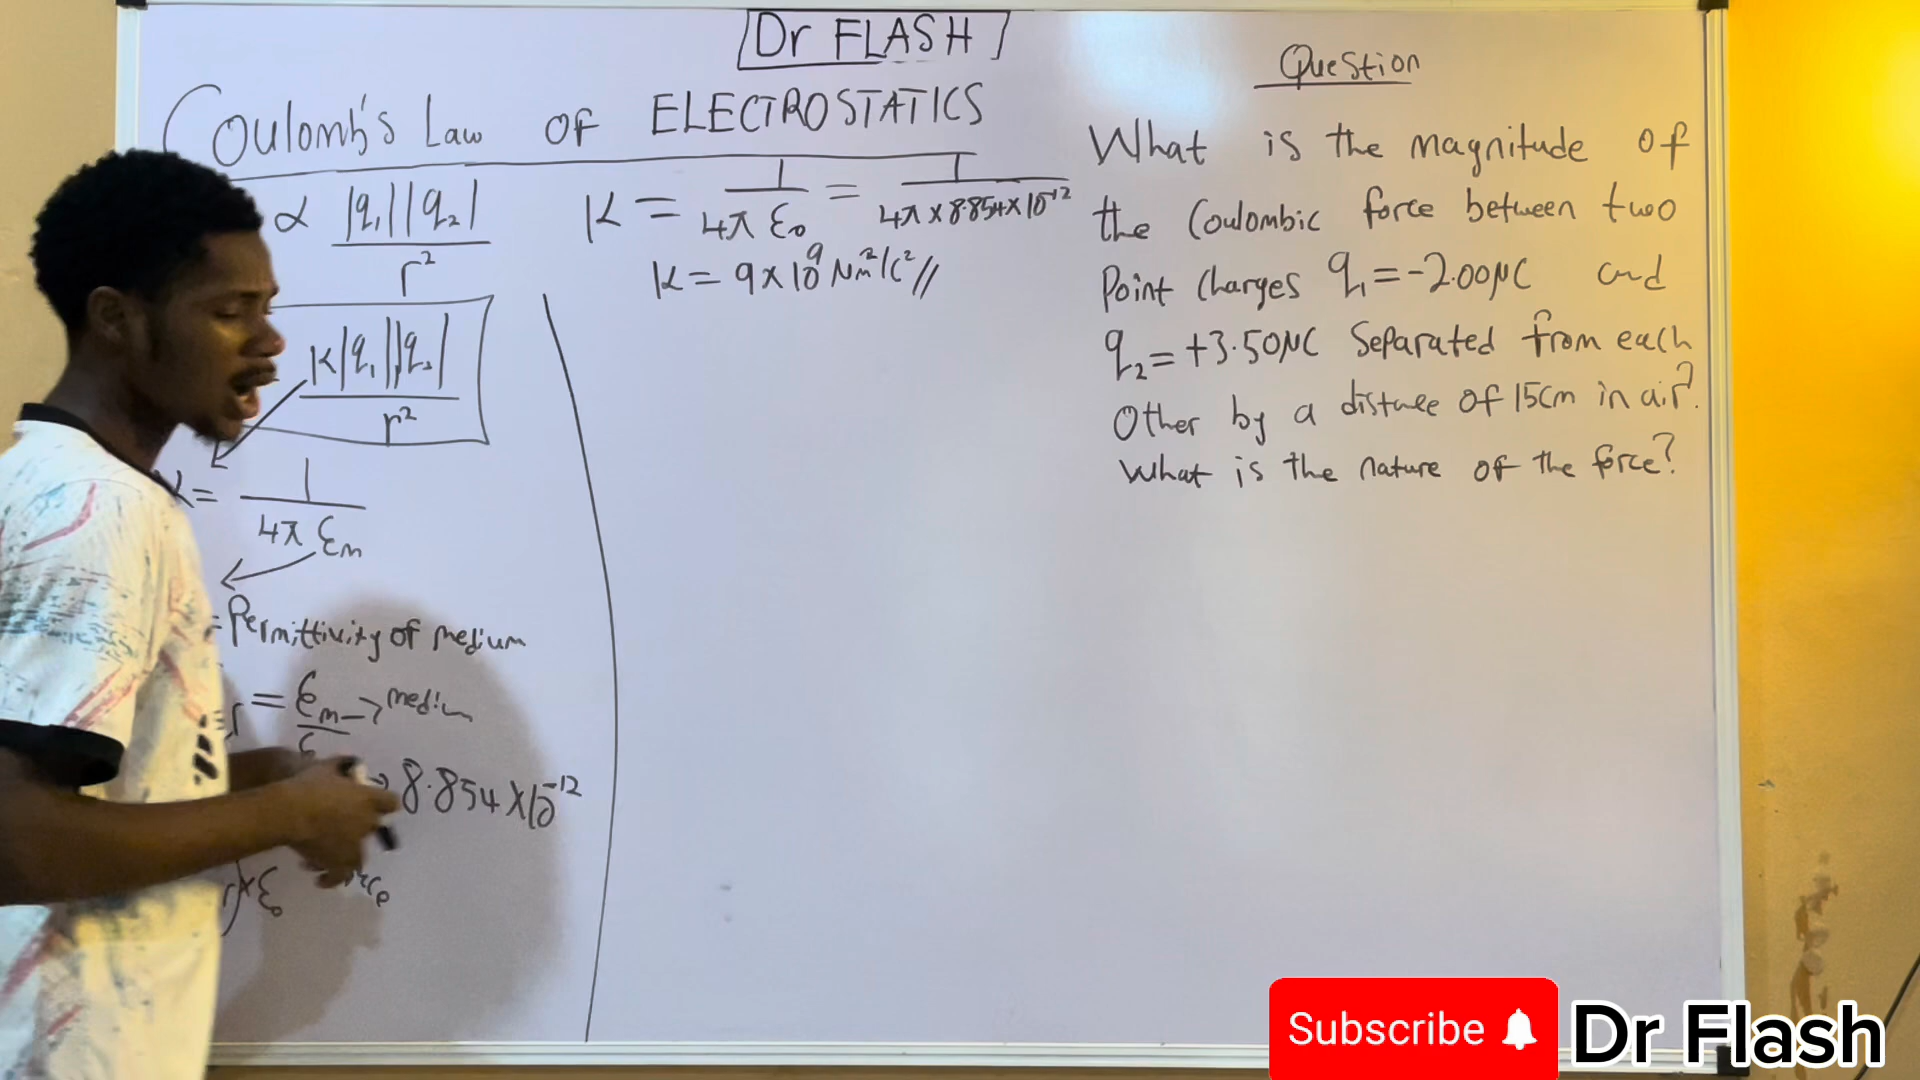 Dr FLASH
Coulomb's Law OF ELECTROSTATICS
∝ |q₁||q₂|
r²
K|q₁||q₂|
r²
K = 1
4π εm
= Permittivity of medium
εr = εm → medium
→ 8.854 × 10⁻¹²
K = 1/4π ε₀ = 1/4π × 8.854 × 10⁻¹²
K = 9 × 10⁹ Nm²/C² //
Question
What is the magnitude of
the Coulombic force between two
Point Charges q₁ = -2.00μC and
q₂ = +3.50μC Separated from each
Other by a distance of 15cm in air?
What is the nature of the force?
Subscribe
Dr Flash